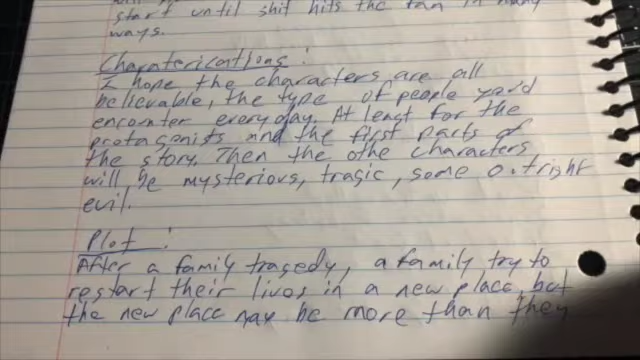 start until shit hits the fan in many
ways.
Charaterications:
I hope the characters are all
believable, the type of people you'd
encounter everyday. At least for the
protagonists and the first parts of
the story. Then the othe characters
will be mysterious, tragic, some outright
evil.
Plot:
After a family tragedy, a family try to
restart their lives in a new place, but
the new place may be more than they